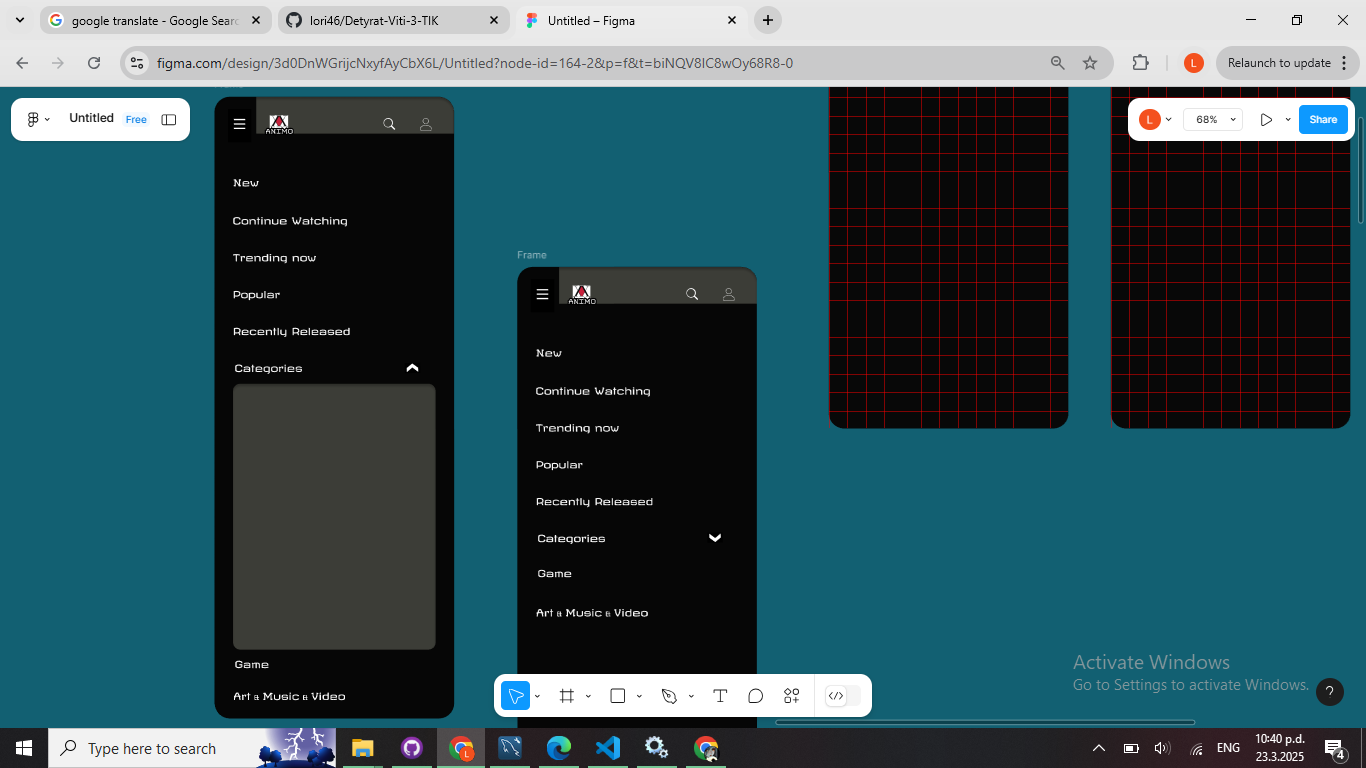 google translate - Google Sear
lori46/Detyrat-Viti-3-TIK
Untitled – Figma
figma.com/design/3d0DnWGrijcNxyfAyCbX6L/Untitled?node-id=164-2&p=f&t=biNQV8IC8wOy68R8-0
L
Relaunch to update
Untitled
Free
L
68%
Share
ANIMO
New
Continue Watching
Trending now
Popular
Recently Released
Categories
Game
Art & Music & Video
Frame
ANIMO
New
Continue Watching
Trending now
Popular
Recently Released
Categories
Game
Art & Music & Video
Activate Windows
Go to Settings to activate Windows.
?
Type here to search
L
ENG
10:40 p.d.
23.3.2025
4